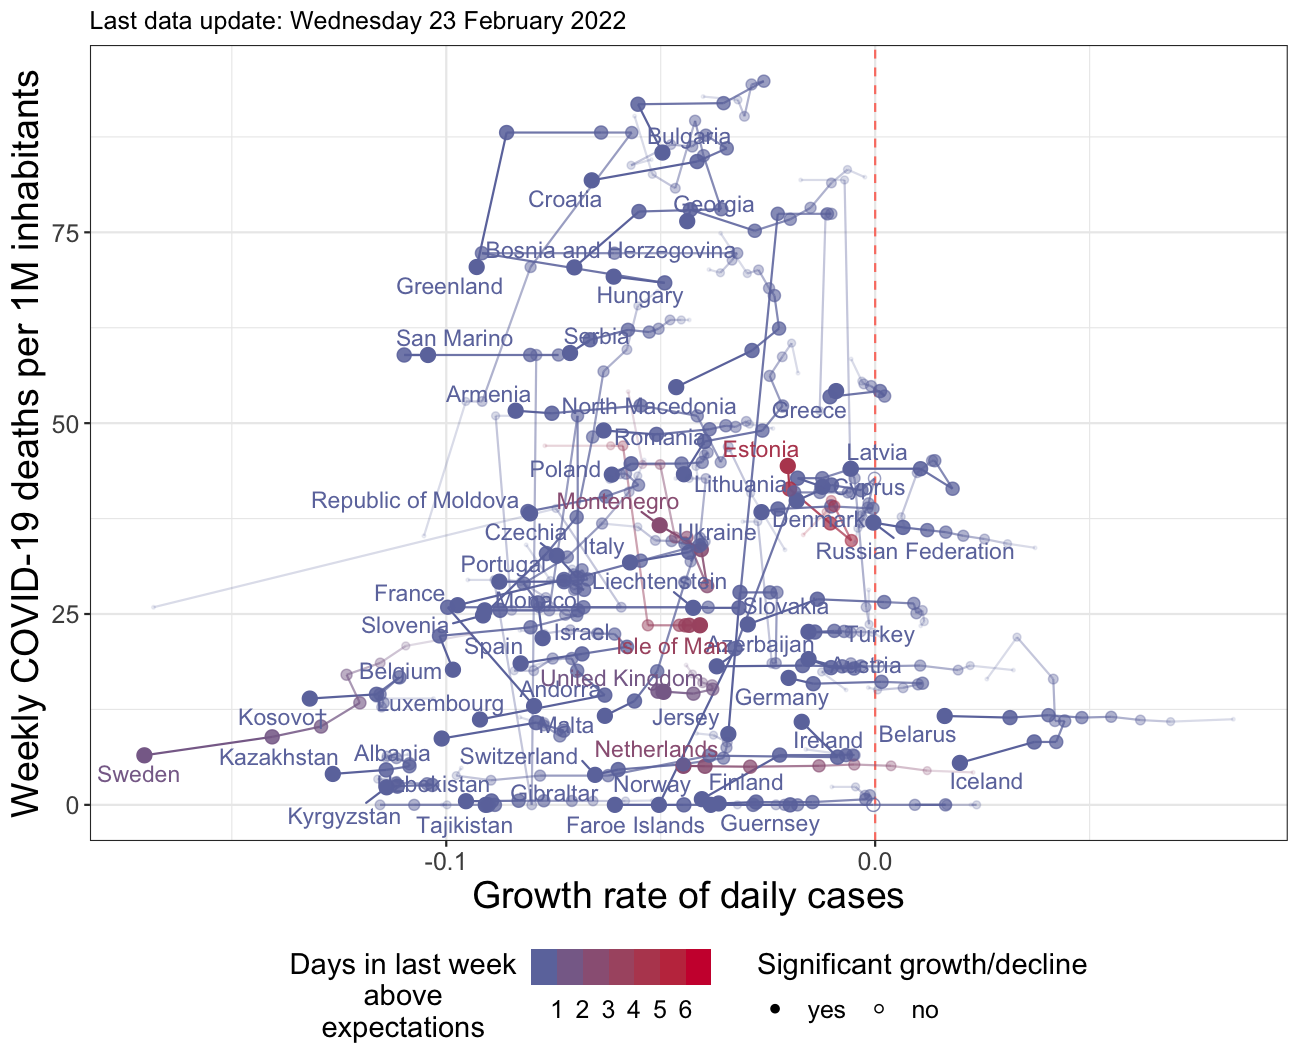 Last data update: Wednesday 23 February 2022
Weekly COVID-19 deaths per 1M inhabitants
75
50
25
0
Bulgaria
Croatia
Georgia
Bosnia and Herzegovina
Greenland
Hungary
San Marino
Serbia
Armenia
North Macedonia
Greece
Romania
Estonia
Latvia
Poland
Lithuania
Cyprus
Republic of Moldova
Montenegro
Denmark
Czechia
Ukraine
Italy
Russian Federation
Portugal
Liechtenstein
France
Monaco
Slovakia
Slovenia
Israel
Turkey
Spain
Isle of Man
Azerbaijan
Austria
Belgium
United Kingdom
Andorra
Germany
Luxembourg
Kosovo†
Jersey
Malta
Ireland
Belarus
Netherlands
Albania
Switzerland
Kazakhstan
Sweden
Uzbekistan
Norway
Finland
Iceland
Gibraltar
Kyrgyzstan
Tajikistan
Faroe Islands
Guernsey
-0.1
0.0
Growth rate of daily cases
Days in last week
above
expectations
1 2 3 4 5 6
Significant growth/decline
yes
no